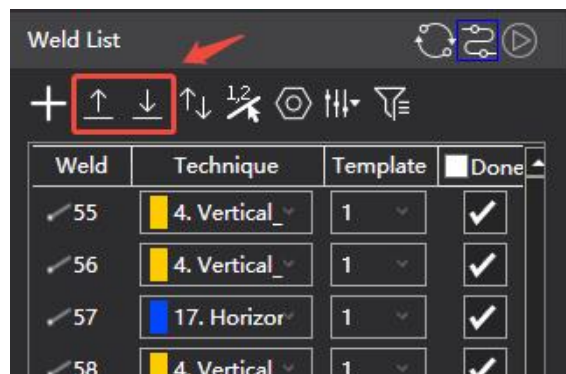 Weld List
1,2
Weld Technique Template Done
55 4. Vertical_ 1
56 4. Vertical_ 1
57 17. Horizor 1
58 4. Vertical 1